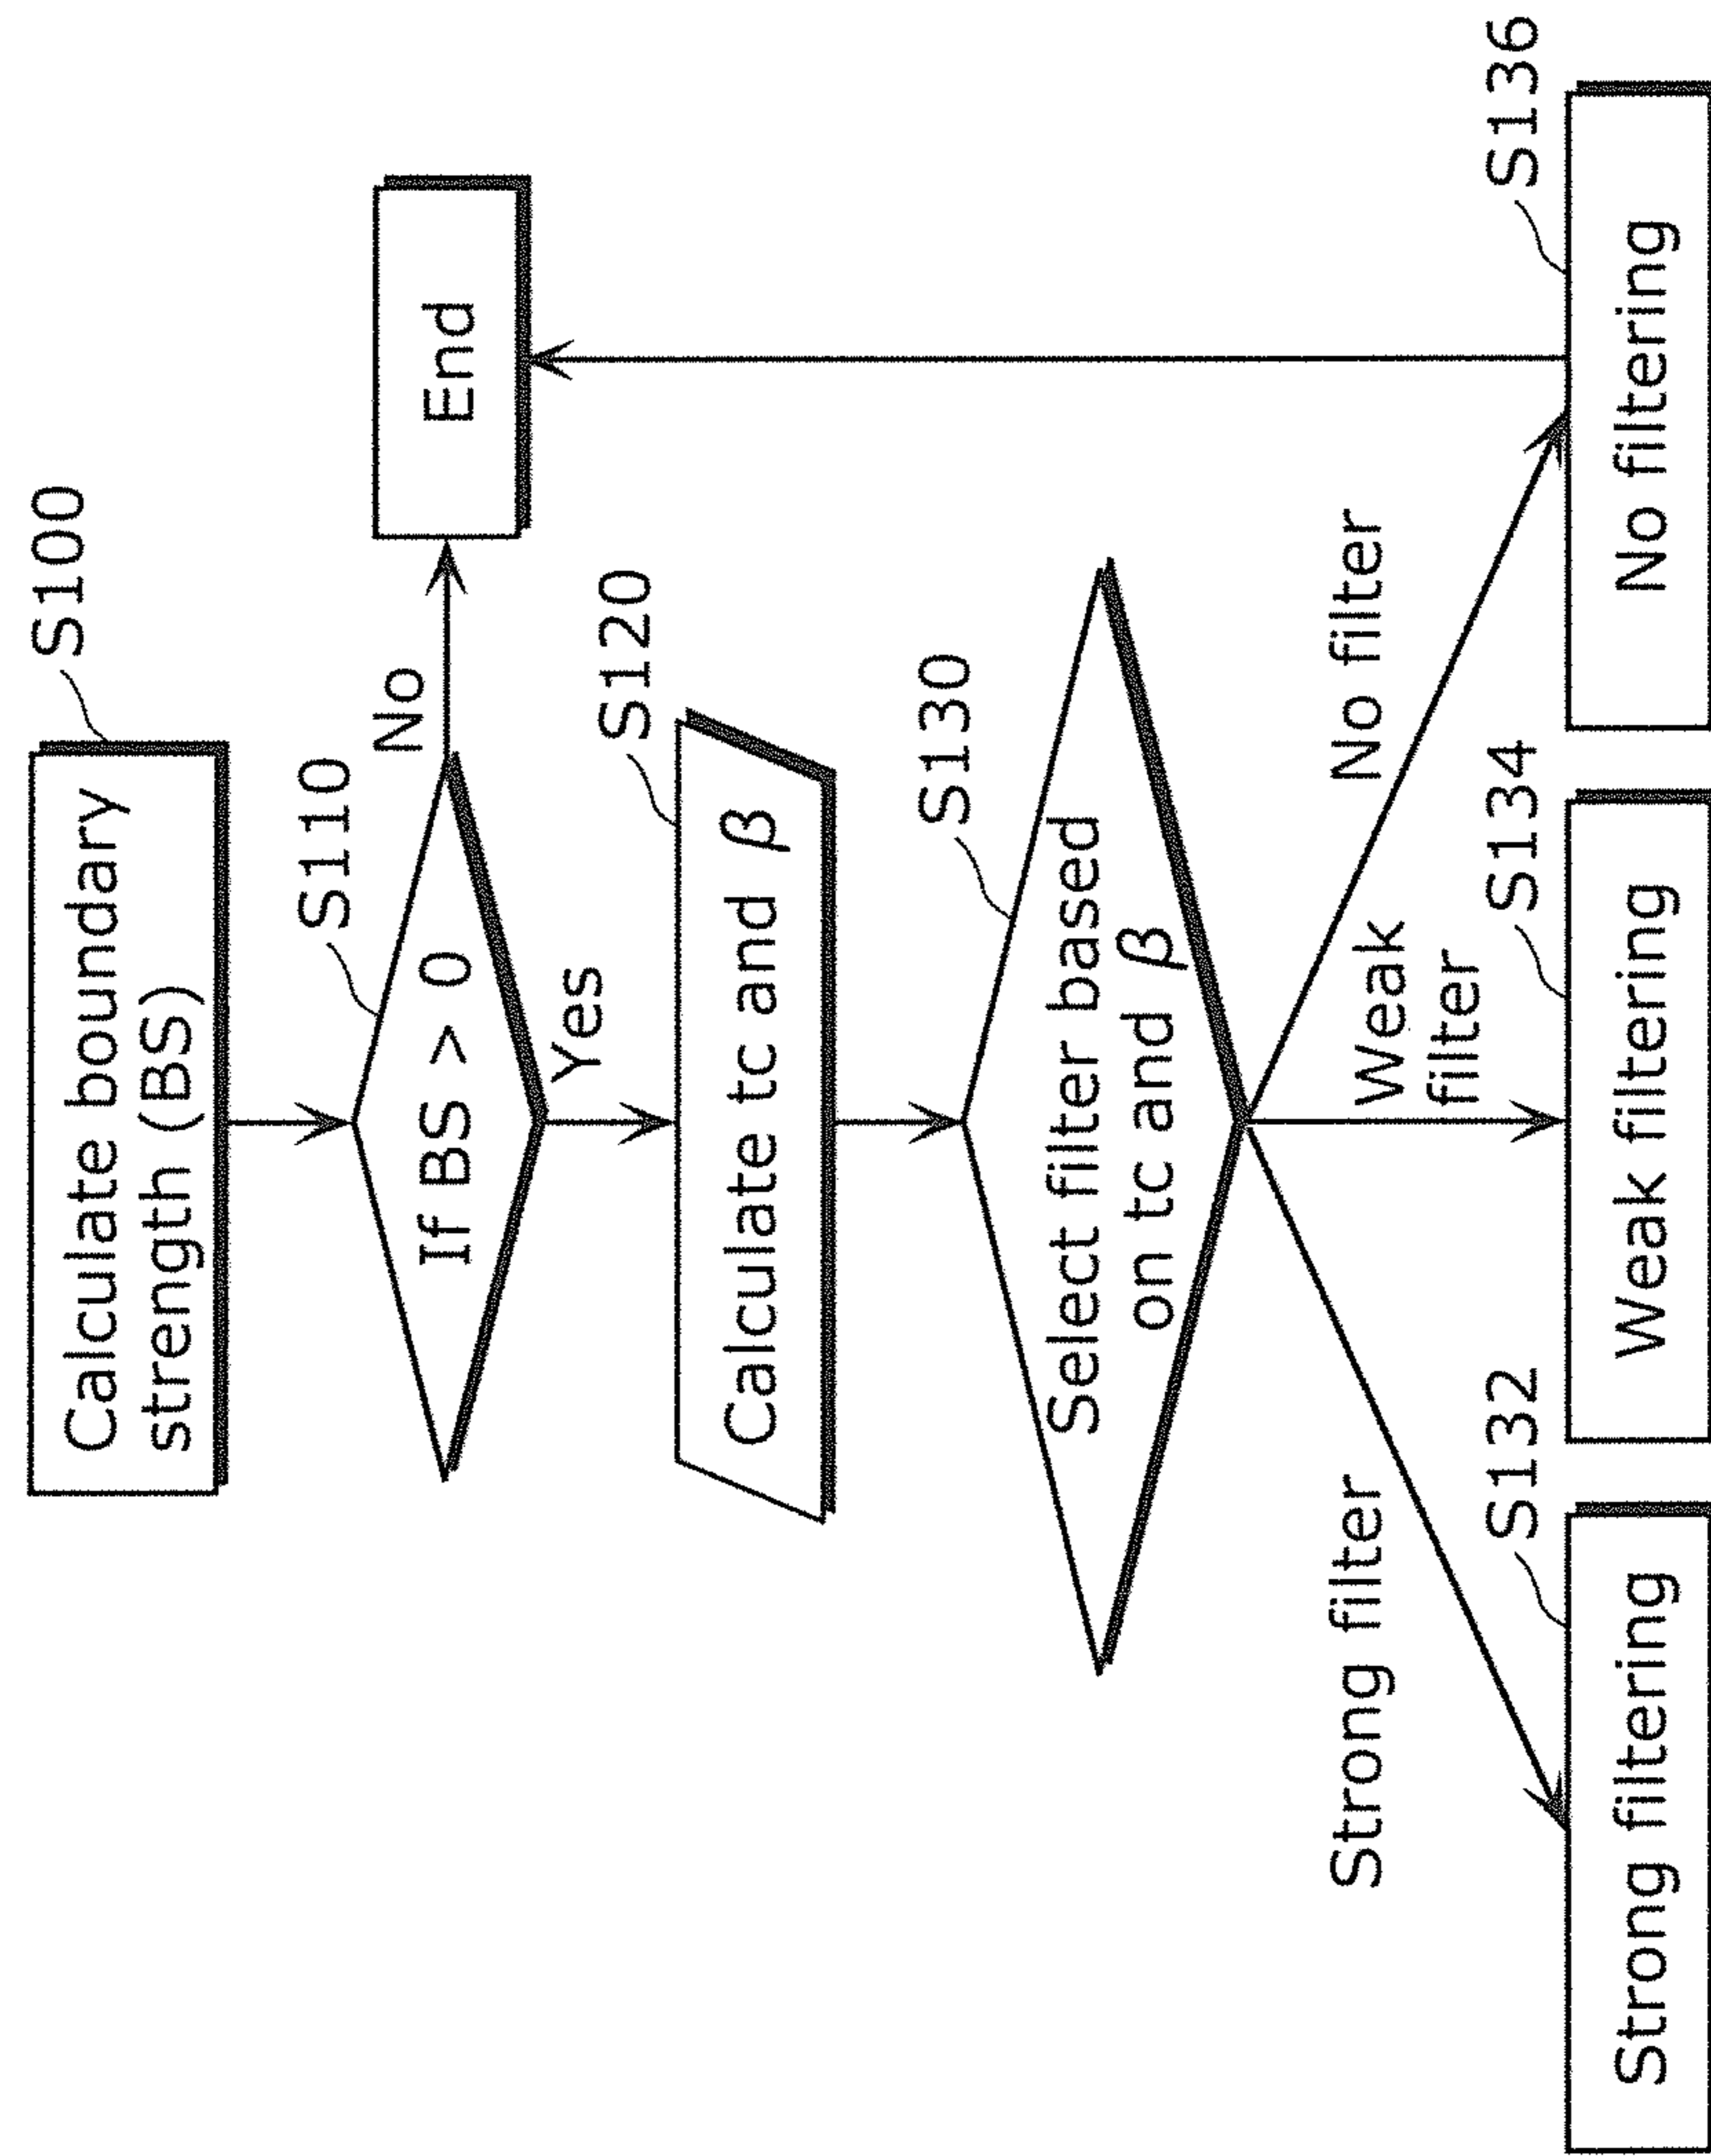 S100
Calculate boundary
strength (BS)
S110
If BS > 0
No
End
Yes
S120
Calculate tc and β
S130
Select filter based
on tc and β
Strong filter
Weak
filter
No filter
S132
Strong filtering
S134
Weak filtering
S136
No filtering